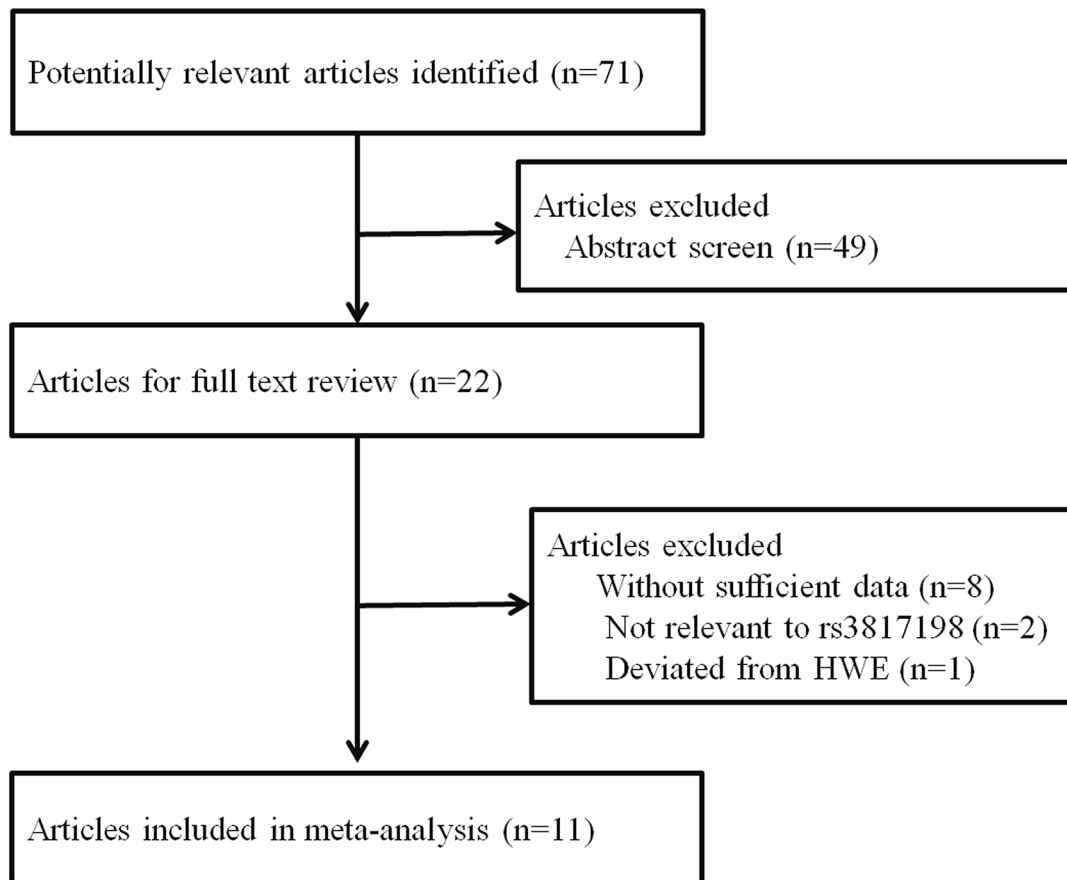 Potentially relevant articles identified (n=71)
Articles excluded
Abstract screen (n=49)
Articles for full text review (n=22)
Articles excluded
Without sufficient data (n=8)
Not relevant to rs3817198 (n=2)
Deviated from HWE (n=1)
Articles included in meta-analysis (n=11)